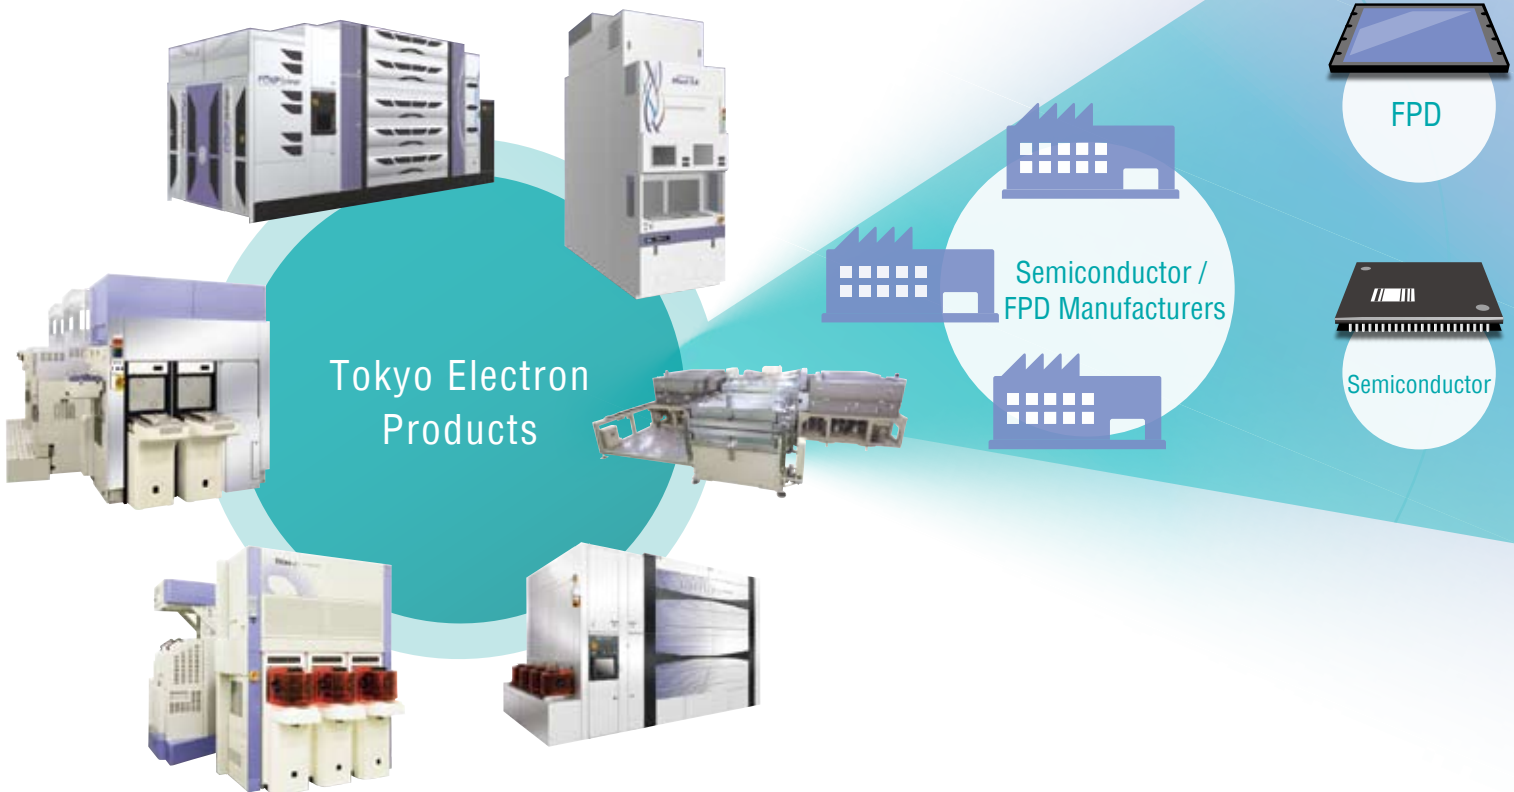 Tokyo Electron
Products
Semiconductor /
FPD Manufacturers
FPD
Semiconductor